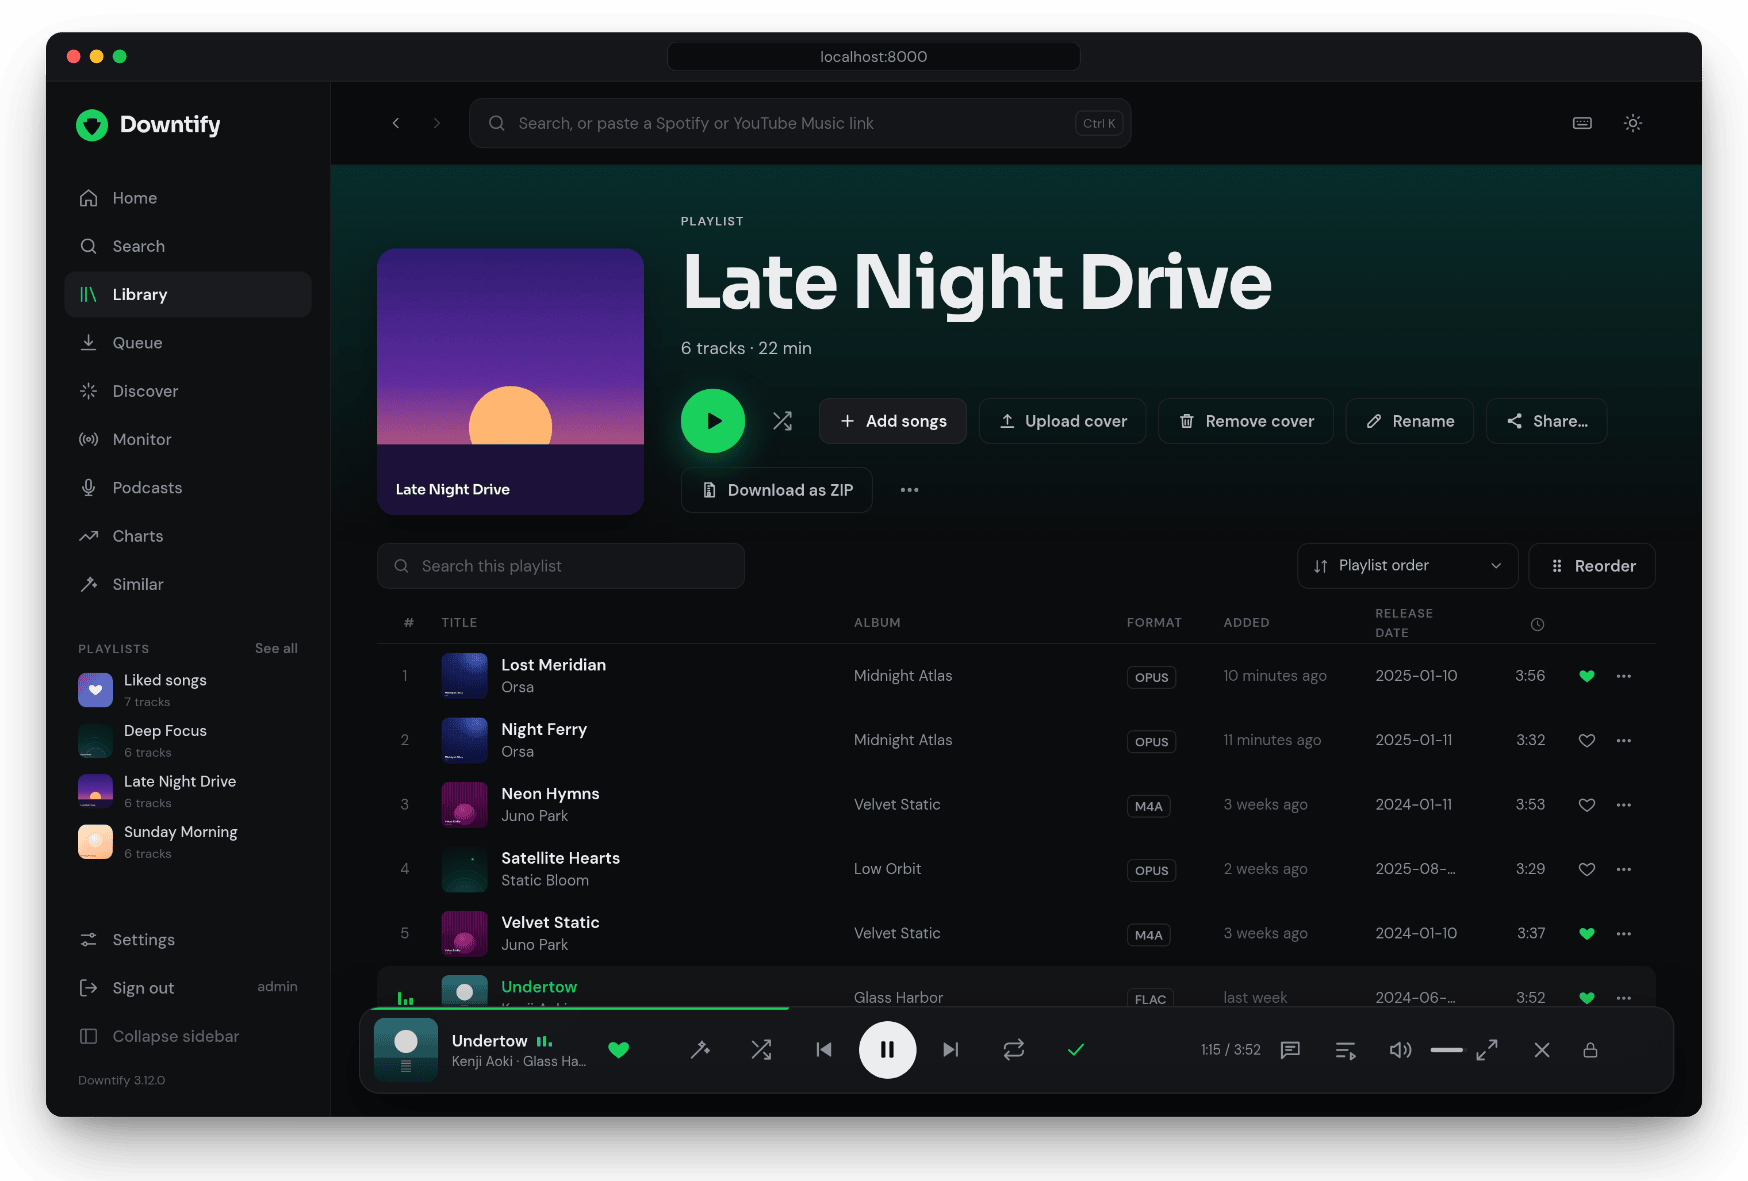 localhost:8000
Downtify
Search, or paste a Spotify or YouTube Music link
Ctrl K
Home
Search
Library
Queue
Discover
Monitor
Podcasts
Charts
Similar
PLAYLISTS See all
Liked songs
7 tracks
Deep Focus
6 tracks
Late Night Drive
6 tracks
Sunday Morning
6 tracks
Settings
Sign out admin
Collapse sidebar
Downtify 3.12.0
PLAYLIST
Late Night Drive
6 tracks · 22 min
Late Night Drive
Add songs
Upload cover
Remove cover
Rename
Share...
Download as ZIP
Search this playlist
Playlist order
Reorder
# TITLE ALBUM FORMAT ADDED RELEASE DATE
1 Lost Meridian Midnight Atlas OPUS 10 minutes ago 2025-01-10 3:56
Orsa
2 Night Ferry Midnight Atlas OPUS 11 minutes ago 2025-01-11 3:32
Orsa
3 Neon Hymns Velvet Static M4A 3 weeks ago 2024-01-11 3:53
Juno Park
4 Satellite Hearts Low Orbit OPUS 2 weeks ago 2025-08-... 3:29
Static Bloom
5 Velvet Static Velvet Static M4A 3 weeks ago 2024-01-10 3:37
Juno Park
Undertow Glass Harbor FLAC last week 2024-06-... 3:52
Undertow
Kenji Aoki · Glass Ha...
1:15 / 3:52